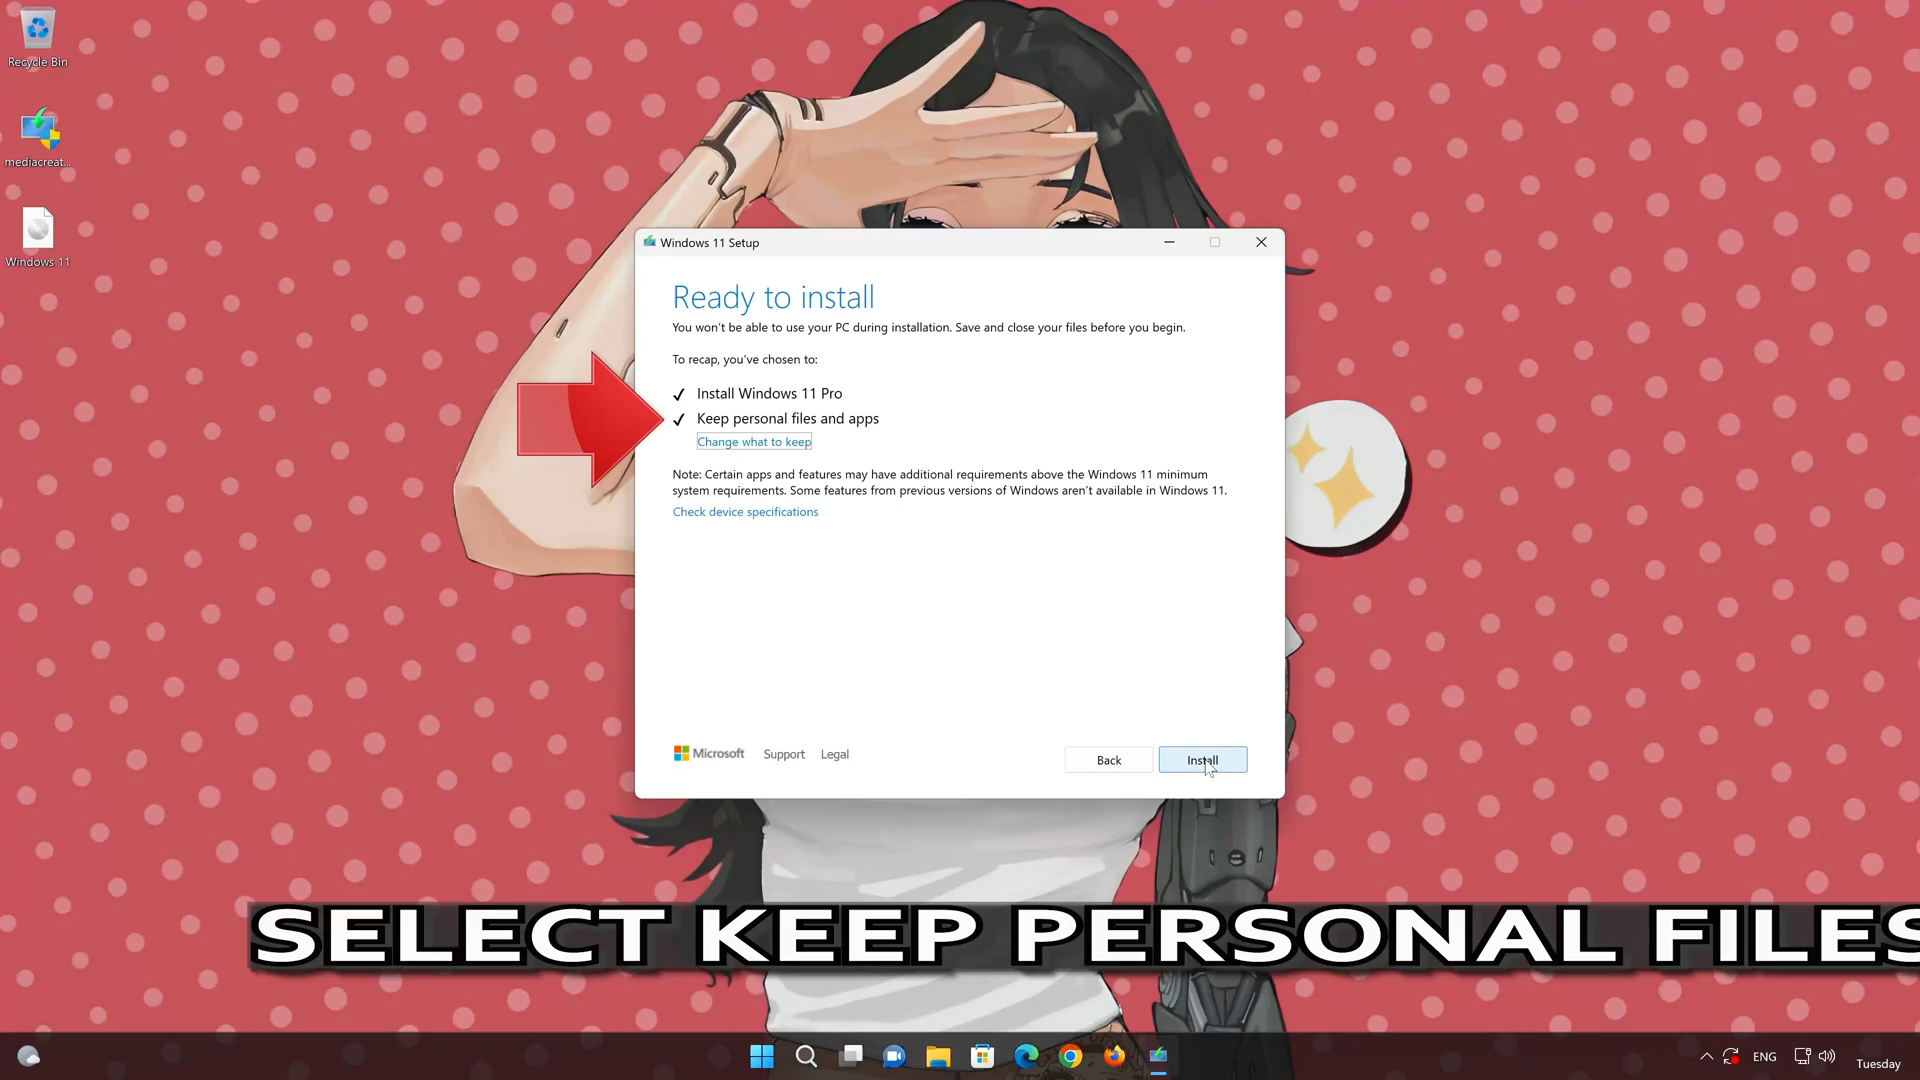 Recycle Bin
mediacreat...
Windows 11
Windows 11 Setup
Ready to install
You won't be able to use your PC during installation. Save and close your files before you begin.
To recap, you've chosen to:
✓ Install Windows 11 Pro
✓ Keep personal files and apps
Change what to keep
Note: Certain apps and features may have additional requirements above the Windows 11 minimum
system requirements. Some features from previous versions of Windows aren't available in Windows 11.
Check device specifications
Microsoft Support Legal
Back Install
SELECT KEEP PERSONAL FILES
ENG
Tuesday